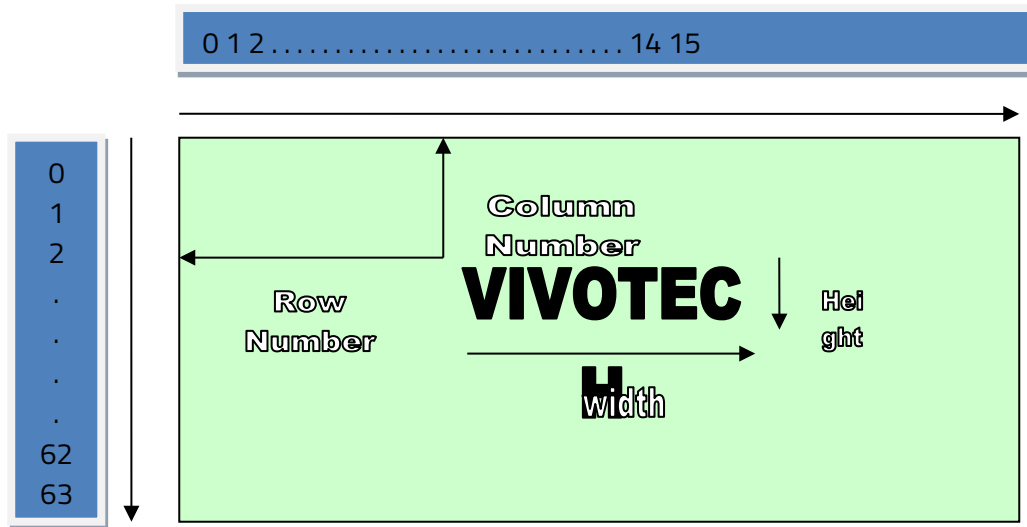 0 1 2 . . . . . . . . . . . . . . . . . . . . . . . . . . . . 14 15
0
1
2
.
.
.
.
62
63
Column
Number
Row
Number
VIVOTEC
H
Hei
ght
width